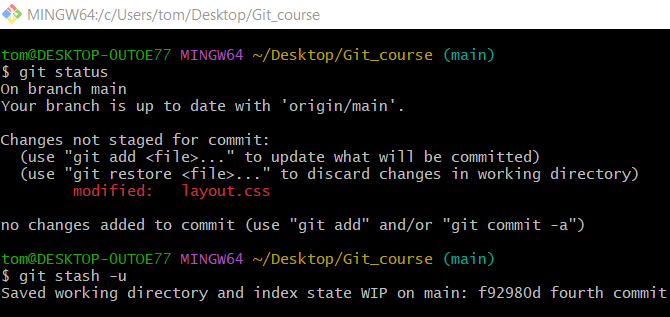 MINGW64:/c/Users/tom/Desktop/Git_course
tom@DESKTOP-OUTOE77 MINGW64 ~/Desktop/Git_course (main)
$ git status
On branch main
Your branch is up to date with 'origin/main'.
Changes not staged for commit:
(use "git add <file>..." to update what will be committed)
(use "git restore <file>..." to discard changes in working directory)
modified:   layout.css
no changes added to commit (use "git add" and/or "git commit -a")
tom@DESKTOP-OUTOE77 MINGW64 ~/Desktop/Git_course (main)
$ git stash -u
Saved working directory and index state WIP on main: f92980d fourth commit